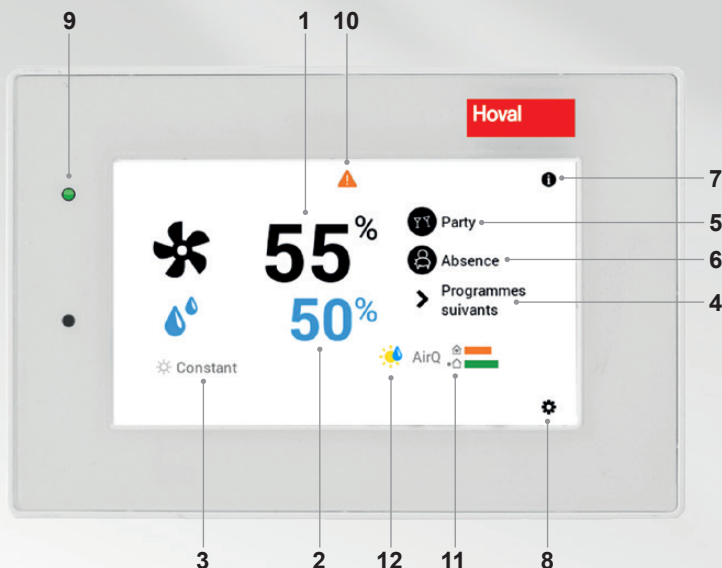 9 1 10
Hoval
7
55%
Party 5
Absence 6
Programmes
suivants 4
50%
AirQ
Constant
3 2 12 11 8